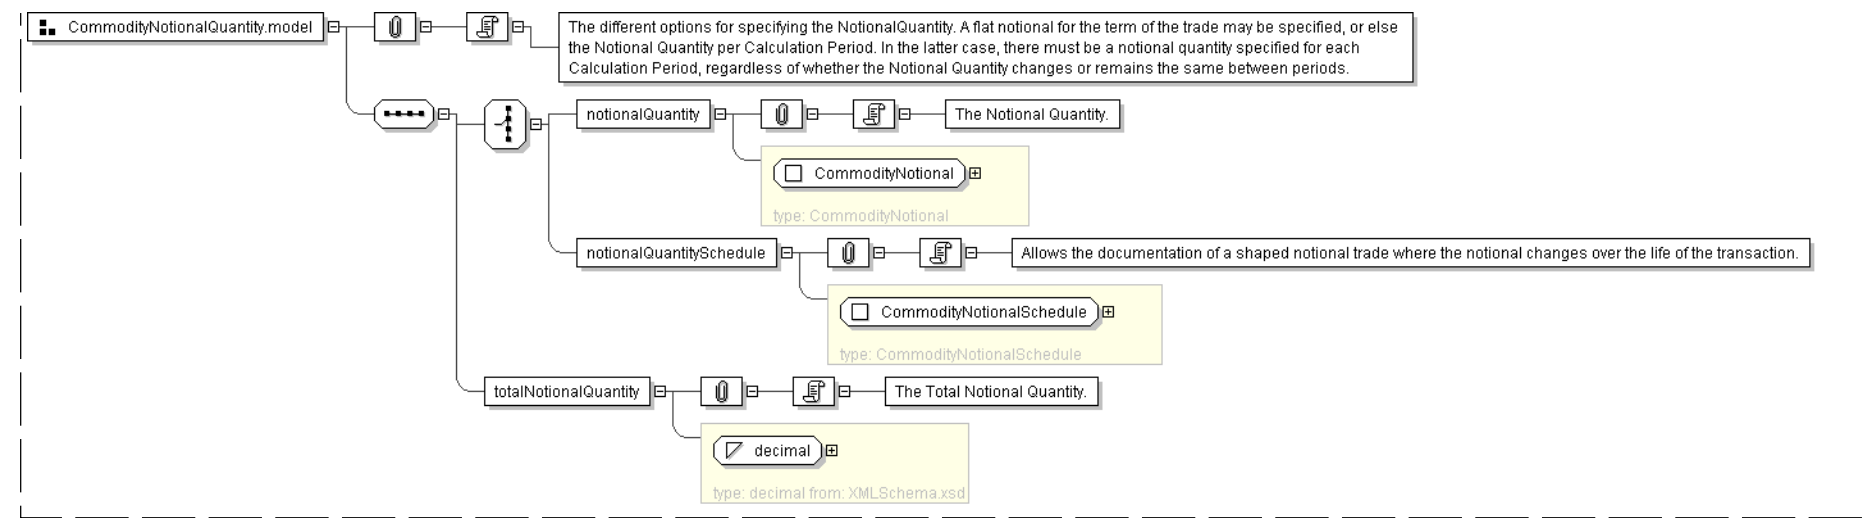 CommodityNotionalQuantity.model
The different options for specifying the NotionalQuantity. A flat notional for the term of the trade may be specified, or else
the Notional Quantity per Calculation Period. In the latter case, there must be a notional quantity specified for each
Calculation Period, regardless of whether the Notional Quantity changes or remains the same between periods.
notionalQuantity
The Notional Quantity.
CommodityNotional
type: CommodityNotional
notionalQuantitySchedule
Allows the documentation of a shaped notional trade where the notional changes over the life of the transaction.
CommodityNotionalSchedule
type: CommodityNotionalSchedule
totalNotionalQuantity
The Total Notional Quantity.
decimal
type: decimal from: XMLSchema.xsd